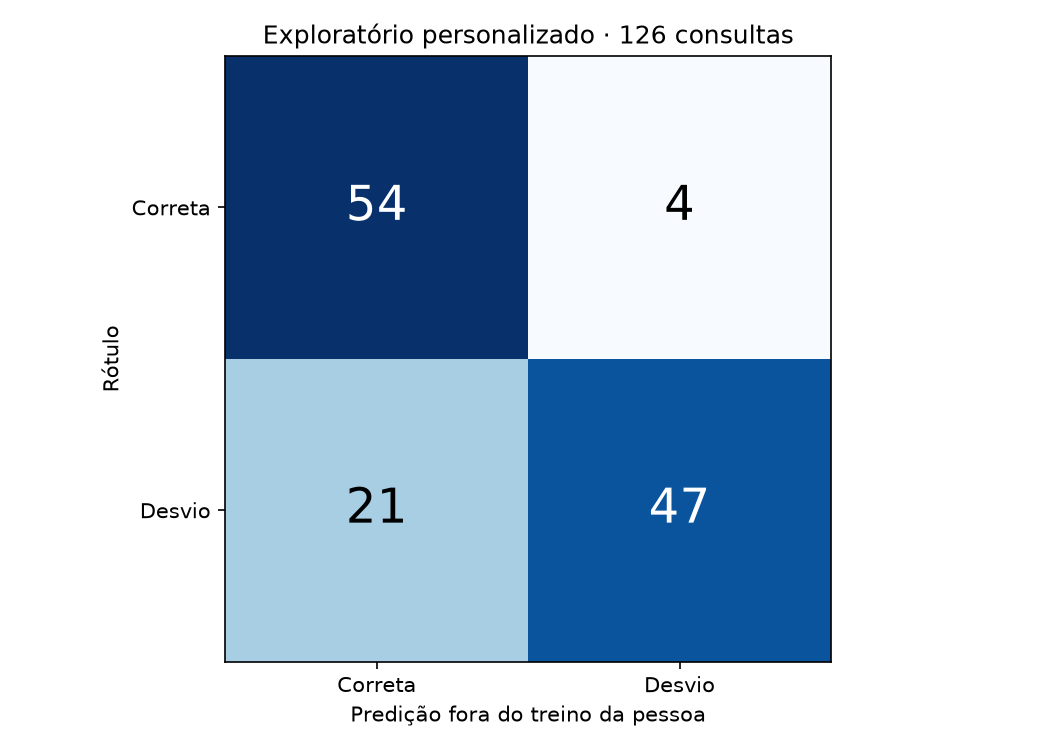 Exploratório personalizado · 126 consultas
Correta
54
4
Rótulo
Desvio
21
47
Correta
Desvio
Predição fora do treino da pessoa